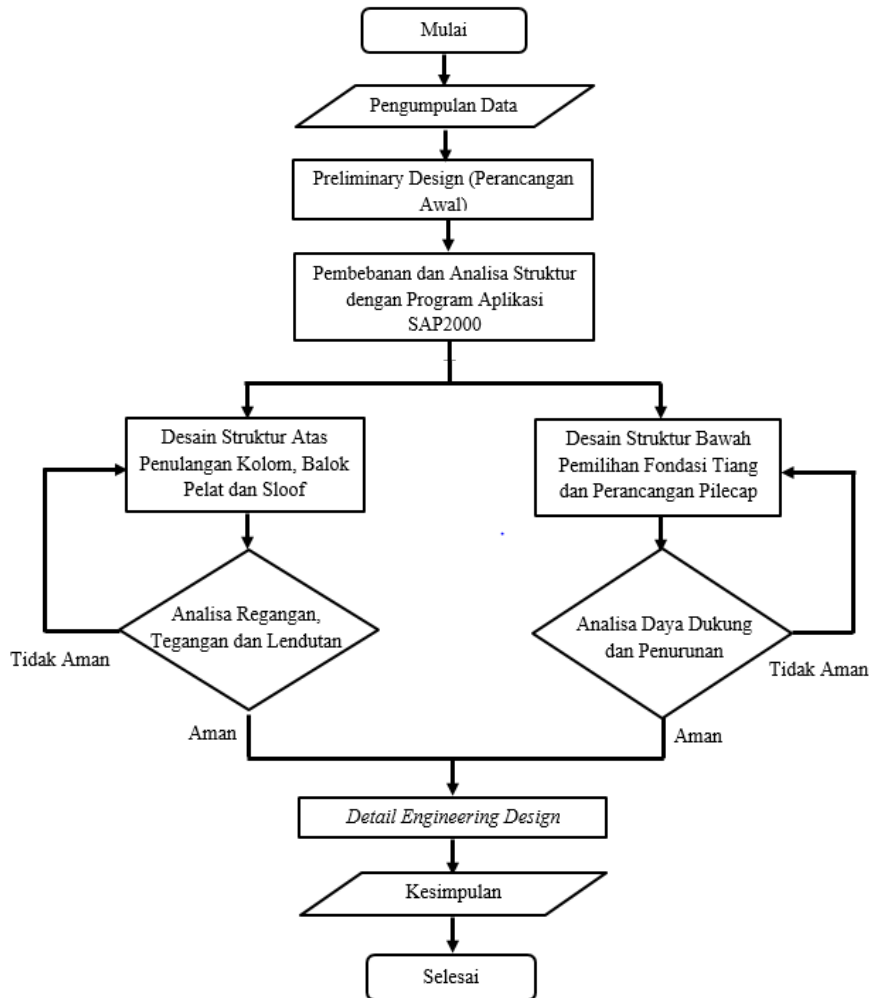 Mulai
Pengumpulan Data
Preliminary Design (Perancangan
Awal)
Pembebanan dan Analisa Struktur
dengan Program Aplikasi
SAP2000
Desain Struktur Atas
Penulangan Kolom, Balok
Pelat dan Sloof
Desain Struktur Bawah
Pemilihan Fondasi Tiang
dan Perancangan Pilecap
Analisa Regangan,
Tegangan dan Lendutan
Tidak Aman
Aman
Analisa Daya Dukung
dan Penurunan
Tidak Aman
Aman
Detail Engineering Design
Kesimpulan
Selesai